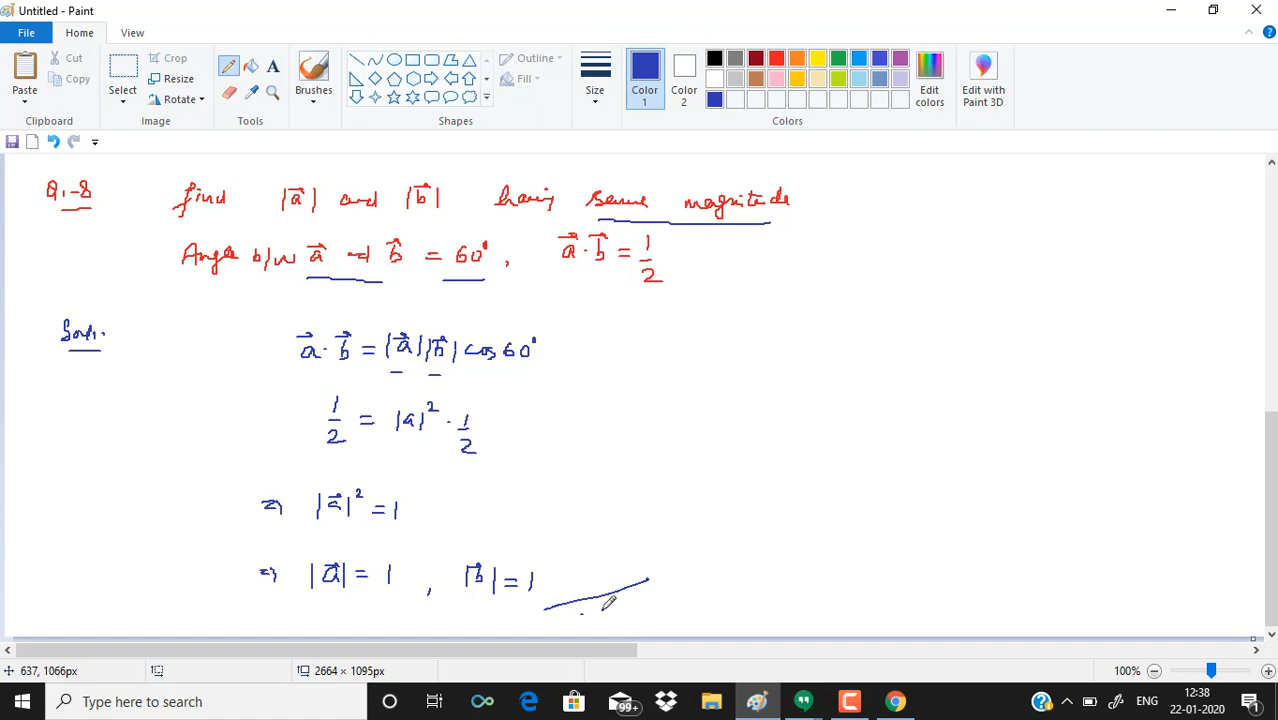 Untitled - Paint
File Home View
Paste Cut Copy Clipboard
Select Crop Resize Rotate Image
Tools
Brushes
Outline Fill Shapes
Size
Color 1 Color 2 Edit colors Colors
Edit with Paint 3D
Q.-8 find |a⃗| and |b⃗| having same magnitude
Angle b/w a⃗ and b⃗ = 60°, a⃗·b⃗ = 1/2
Soln.
a⃗·b⃗ = |a⃗||b⃗| cos 60°
1/2 = |a|² · 1/2
⇒ |a⃗|² = 1
⇒ |a⃗| = 1 , |b⃗| = 1
637, 1066px 2664 × 1095px 100%
Type here to search 99+ ENG 12:38 22-01-2020 1